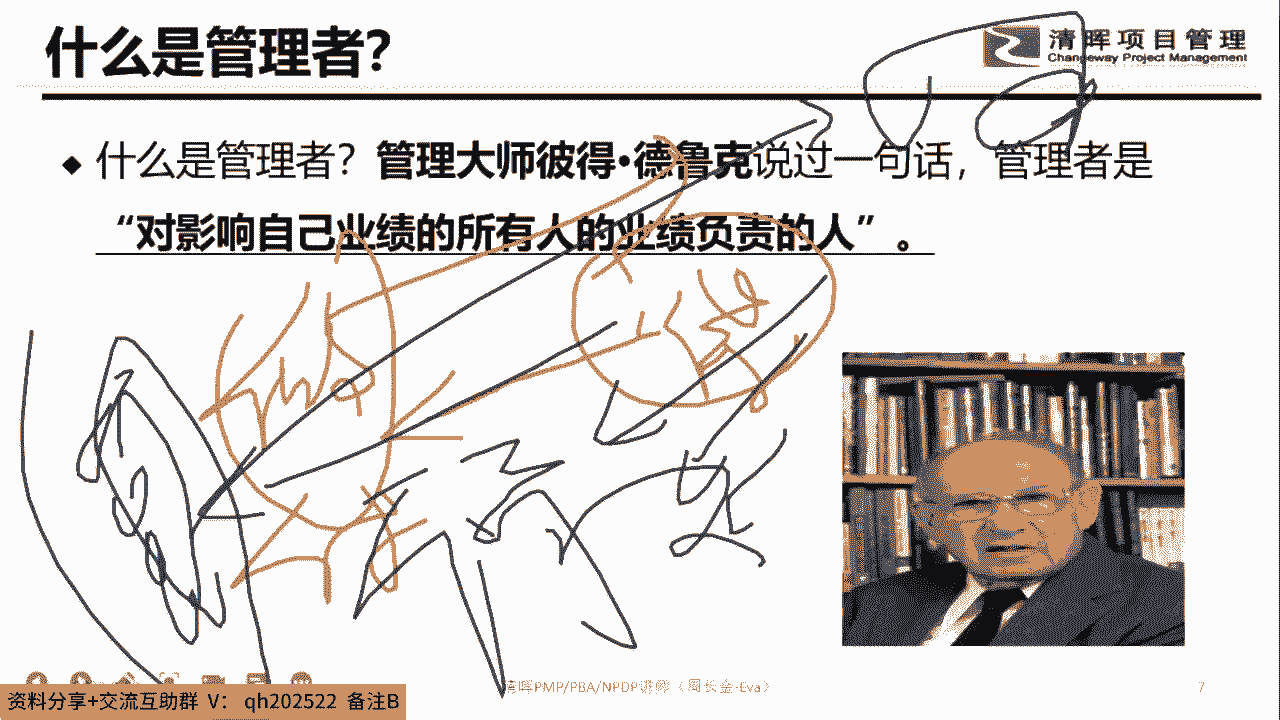 什么是管理者？
清晖项目管理
Changeway Project Management
◆ 什么是管理者？管理大师彼得•德鲁克说过一句话，管理者是
“对影响自己业绩的所有人的业绩负责的人”。
清晖PMP/PBA/NPDP讲师（周长金-Eva）
7
资料分享+交流互助群 V： qh202522 备注B